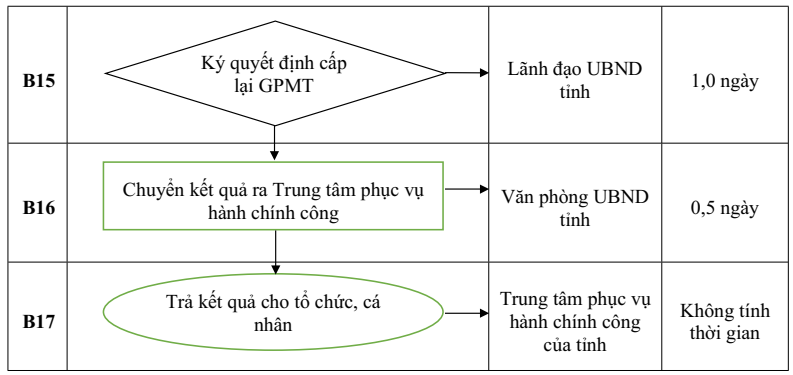 B15
Ký quyết định cấp
lại GPMT
Lãnh đạo UBND
tỉnh
1,0 ngày
B16
Chuyển kết quả ra Trung tâm phục vụ
hành chính công
Văn phòng UBND
tỉnh
0,5 ngày
B17
Trả kết quả cho tổ chức, cá
nhân
Trung tâm phục vụ
hành chính công
của tỉnh
Không tính
thời gian